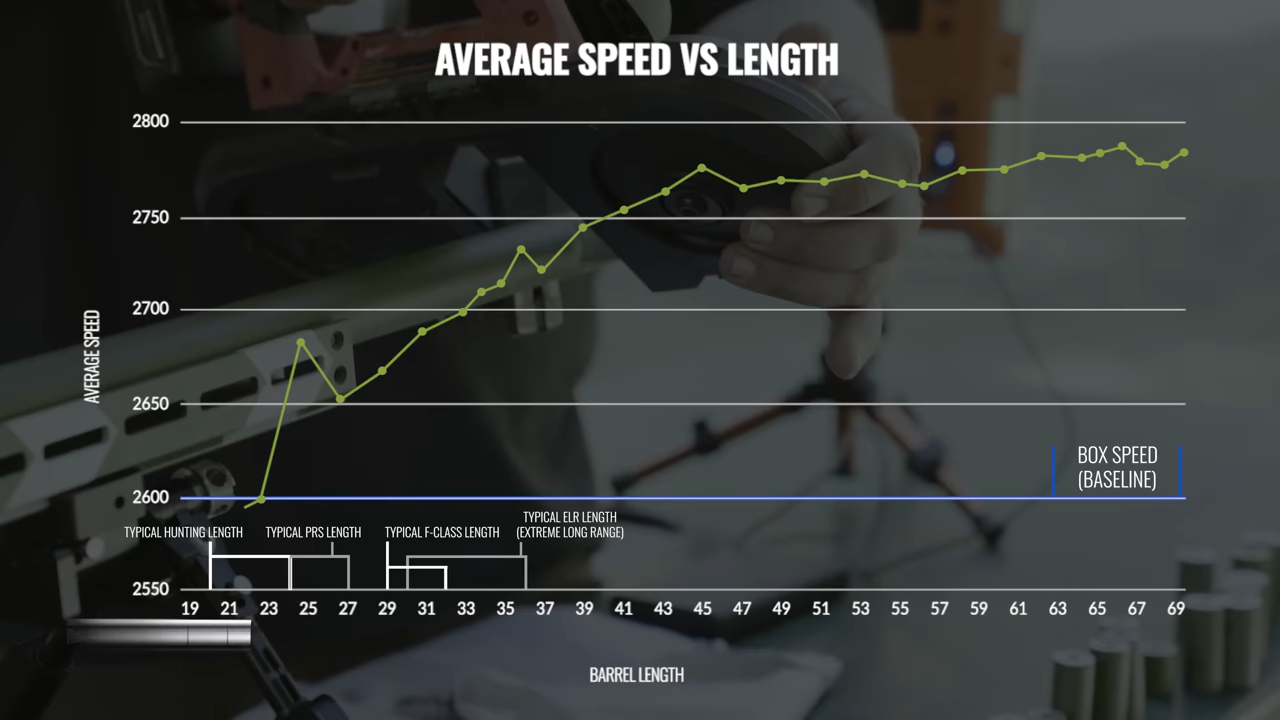 AVERAGE SPEED VS LENGTH
2800
2750
2700
2650
2600
2550
AVERAGE SPEED
BOX SPEED
(BASELINE)
TYPICAL HUNTING LENGTH
TYPICAL PRS LENGTH
TYPICAL F-CLASS LENGTH
TYPICAL ELR LENGTH
(EXTREME LONG RANGE)
19 21 23 25 27 29 31 33 35 37 39 41 43 45 47 49 51 53 55 57 59 61 63 65 67 69
BARREL LENGTH